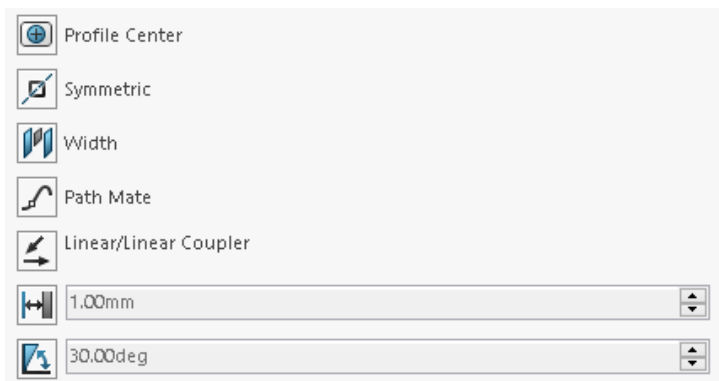 Profile Center
Symmetric
Width
Path Mate
Linear/Linear Coupler
1.00mm
30.00deg